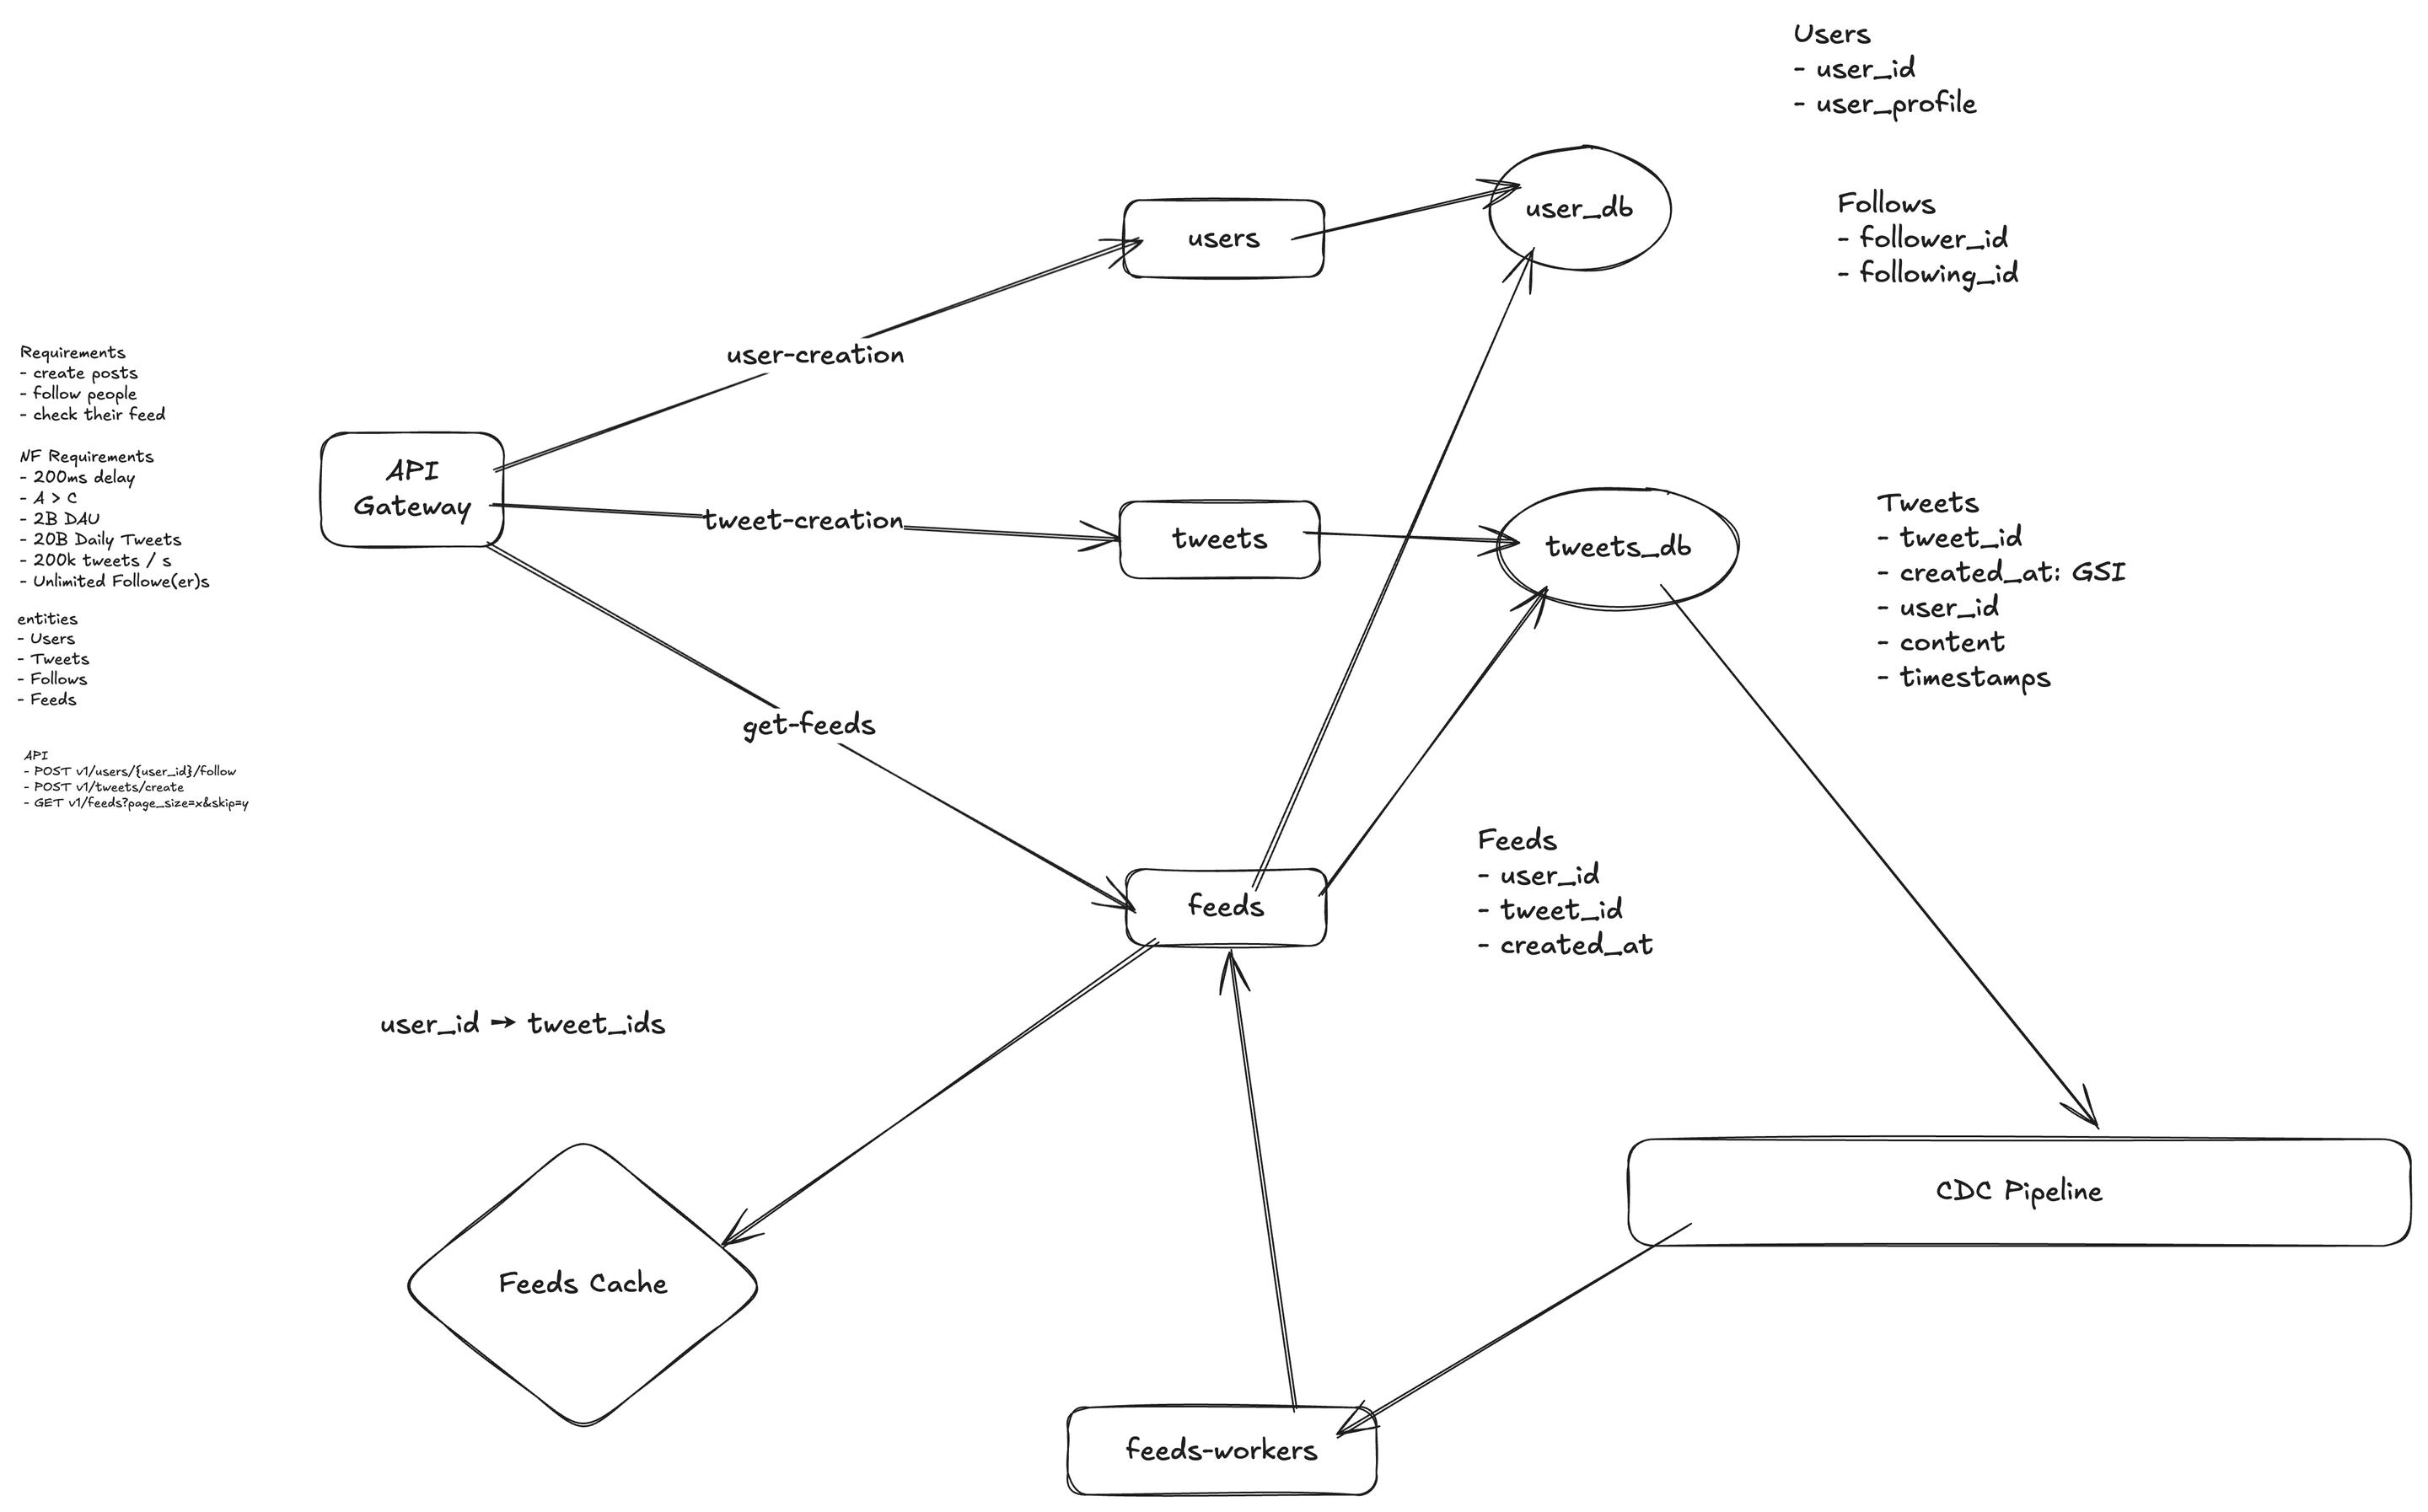 Users
- user_id
- user_profile
user_db
Follows
- follower_id
- following_id
users
user-creation
Requirements
- create posts
- follow people
- check their feed
NF Requirements
- 200ms delay
- A > C
- 2B DAU
- 20B Daily Tweets
- 200k tweets / s
- Unlimited Followe(er)s
entities
- Users
- Tweets
- Follows
- Feeds
API
- POST v1/users/{user_id}/follow
- POST v1/tweets/create
- GET v1/feeds?page_size=x&skip=y
API
Gateway
tweet-creation
tweets
tweets_db
Tweets
- tweet_id
- created_at: GSI
- user_id
- content
- timestamps
get-feeds
feeds
Feeds
- user_id
- tweet_id
- created_at
user_id → tweet_ids
Feeds Cache
CDC Pipeline
feeds-workers